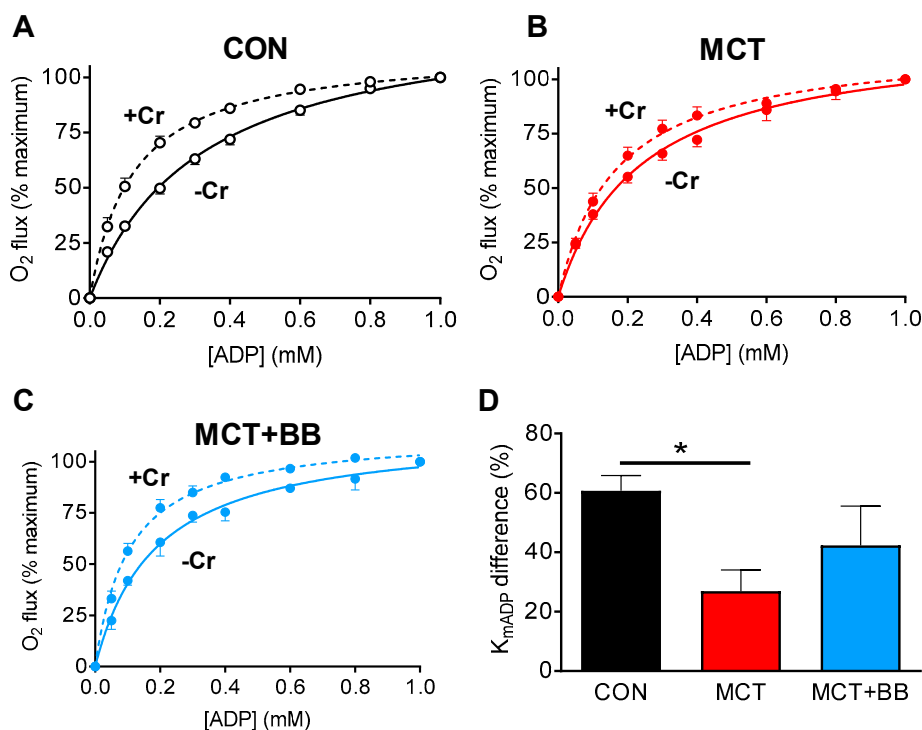 A
CON
100
75
50
25
0
O2 flux (% maximum)
+Cr
-Cr
0.0 0.2 0.4 0.6 0.8 1.0
[ADP] (mM)
B
MCT
100
75
50
25
0
O2 flux (% maximum)
+Cr
-Cr
0.0 0.2 0.4 0.6 0.8 1.0
[ADP] (mM)
C
MCT+BB
100
75
50
25
0
O2 flux (% maximum)
+Cr
-Cr
0.0 0.2 0.4 0.6 0.8 1.0
[ADP] (mM)
D
80
60
40
20
0
KmADP difference (%)
*
CON MCT MCT+BB